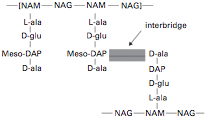 [NAM — NAG — NAM — NAG]
interbridge
L-ala L-ala
D-glu D-glu
Meso-DAP Meso-DAP D-ala
D-ala D-ala DAP
D-glu
L-ala
NAG — NAM — NAG